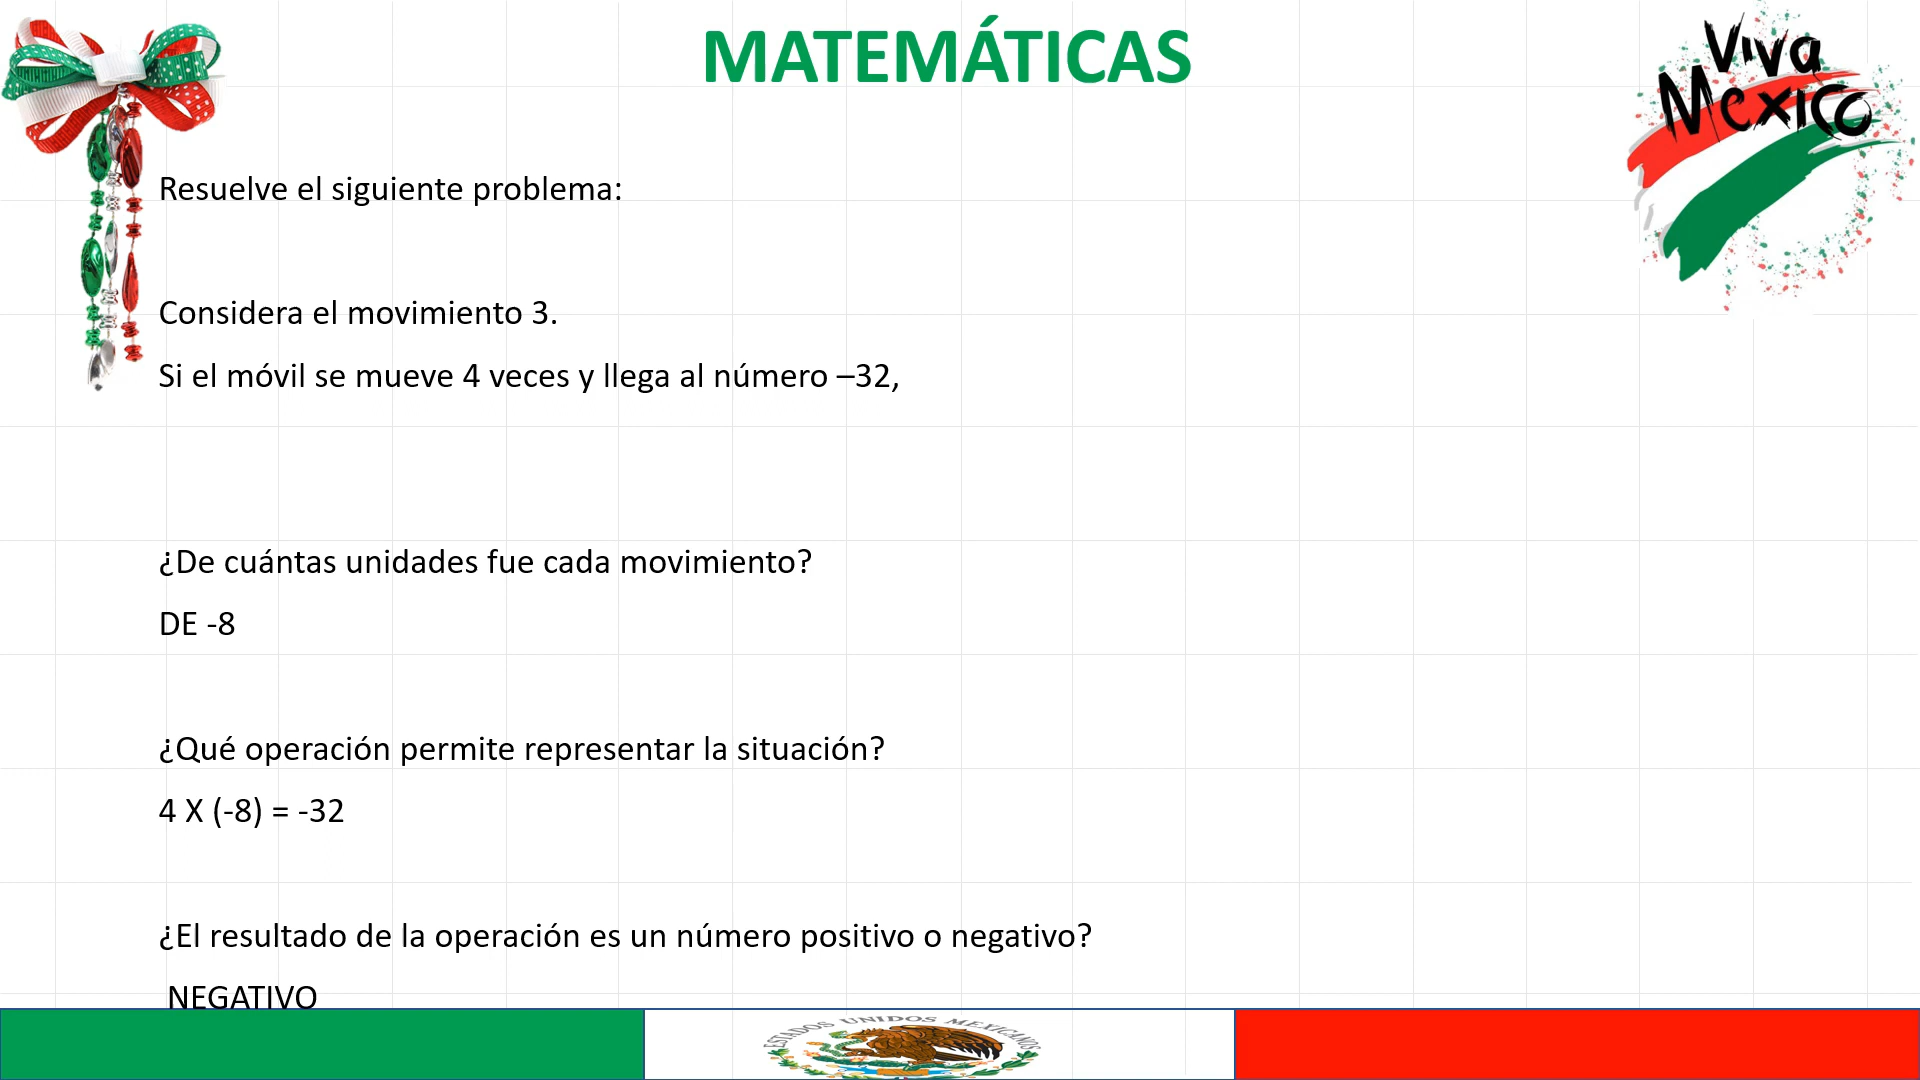 MATEMÁTICAS
Viva
Mexico
Resuelve el siguiente problema:
Considera el movimiento 3.
Si el móvil se mueve 4 veces y llega al número –32,
¿De cuántas unidades fue cada movimiento?
DE -8
¿Qué operación permite representar la situación?
4 X (-8) = -32
¿El resultado de la operación es un número positivo o negativo?
NEGATIVO
ESTADOS UNIDOS MEXICANOS